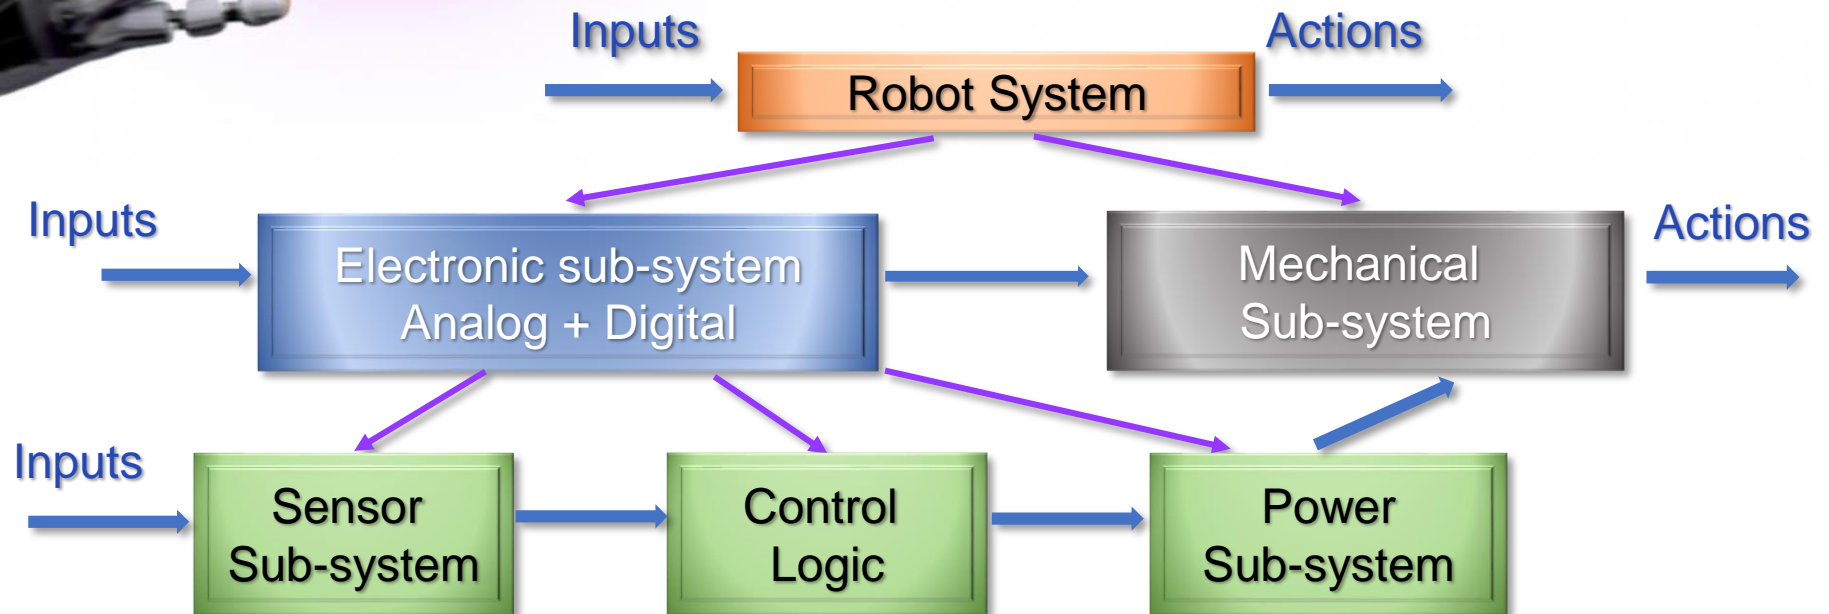 Inputs
Actions
Robot System
Inputs
Actions
Electronic sub-system
Analog + Digital
Mechanical
Sub-system
Inputs
Sensor
Sub-system
Control
Logic
Power
Sub-system